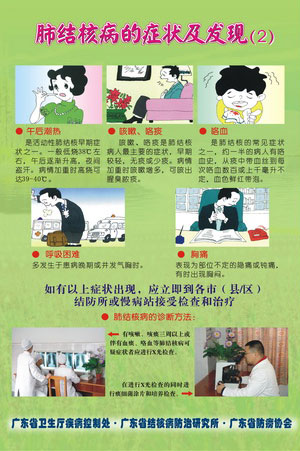 肺结核病的症状及发现(2)
● 午后潮热
是活动性肺结核早期症
状之一。一般低烧38℃左
右，午后逐渐升高，夜间
盗汗。病情加重时高烧可
达39-40℃。
● 咳嗽、咯痰
咳嗽、咯痰是肺结核
病人最主要的症状，早期
较轻，无痰或少痰。病情
加重时咳嗽增多，可咳出
腥臭脓痰。
● 咯血
是肺结核的常见症状
之一，约一半的病人有咯
血史，从痰中带血丝到每
次咯血数百或上千毫升不
定，血色鲜红带泡。
● 呼吸困难
多发生于患病晚期或并发气胸时。
● 胸痛
表现为部位不定的隐痛或钝痛，
有时出现胸闷。
如有以上症状出现，应立即到各市（县/区）
结防所或慢病站接受检查和治疗
● 肺结核病的诊断方法：
← 有咳嗽、咳痰三周以上或
伴有血痰、咯血等肺结核病可
疑症状者应进行X光检查。
在进行X光检查的同时进
行痰细菌涂片和培养检查。→
广东省卫生厅疾病控制处·广东省结核病防治研究所·广东省防痨协会